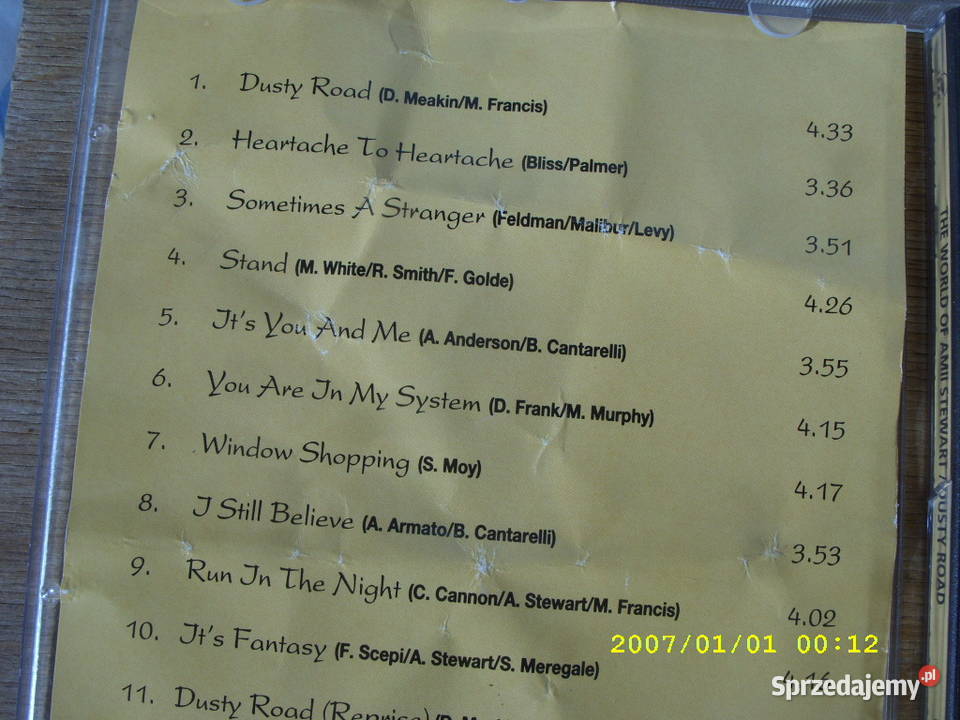 1. Dusty Road (D. Meakin/M. Francis) 4.33
2. Heartache To Heartache (Bliss/Palmer) 3.36
3. Sometimes A Stranger (Feldman/Malibur/Levy) 3.51
4. Stand (M. White/R. Smith/F. Golde) 4.26
5. It's You And Me (A. Anderson/B. Cantarelli) 3.55
6. You Are In My System (D. Frank/M. Murphy) 4.15
7. Window Shopping (S. Moy) 4.17
8. I Still Believe (A. Armato/B. Cantarelli) 3.53
9. Run In The Night (C. Cannon/A. Stewart/M. Francis) 4.02
10. It's Fantasy (F. Scepi/A. Stewart/S. Meregale)
11. Dusty Road (Reprise)
THE WORLD OF AMII STEWART / DUSTY ROAD
2007/01/01 00:12
Sprzedajemy.pl